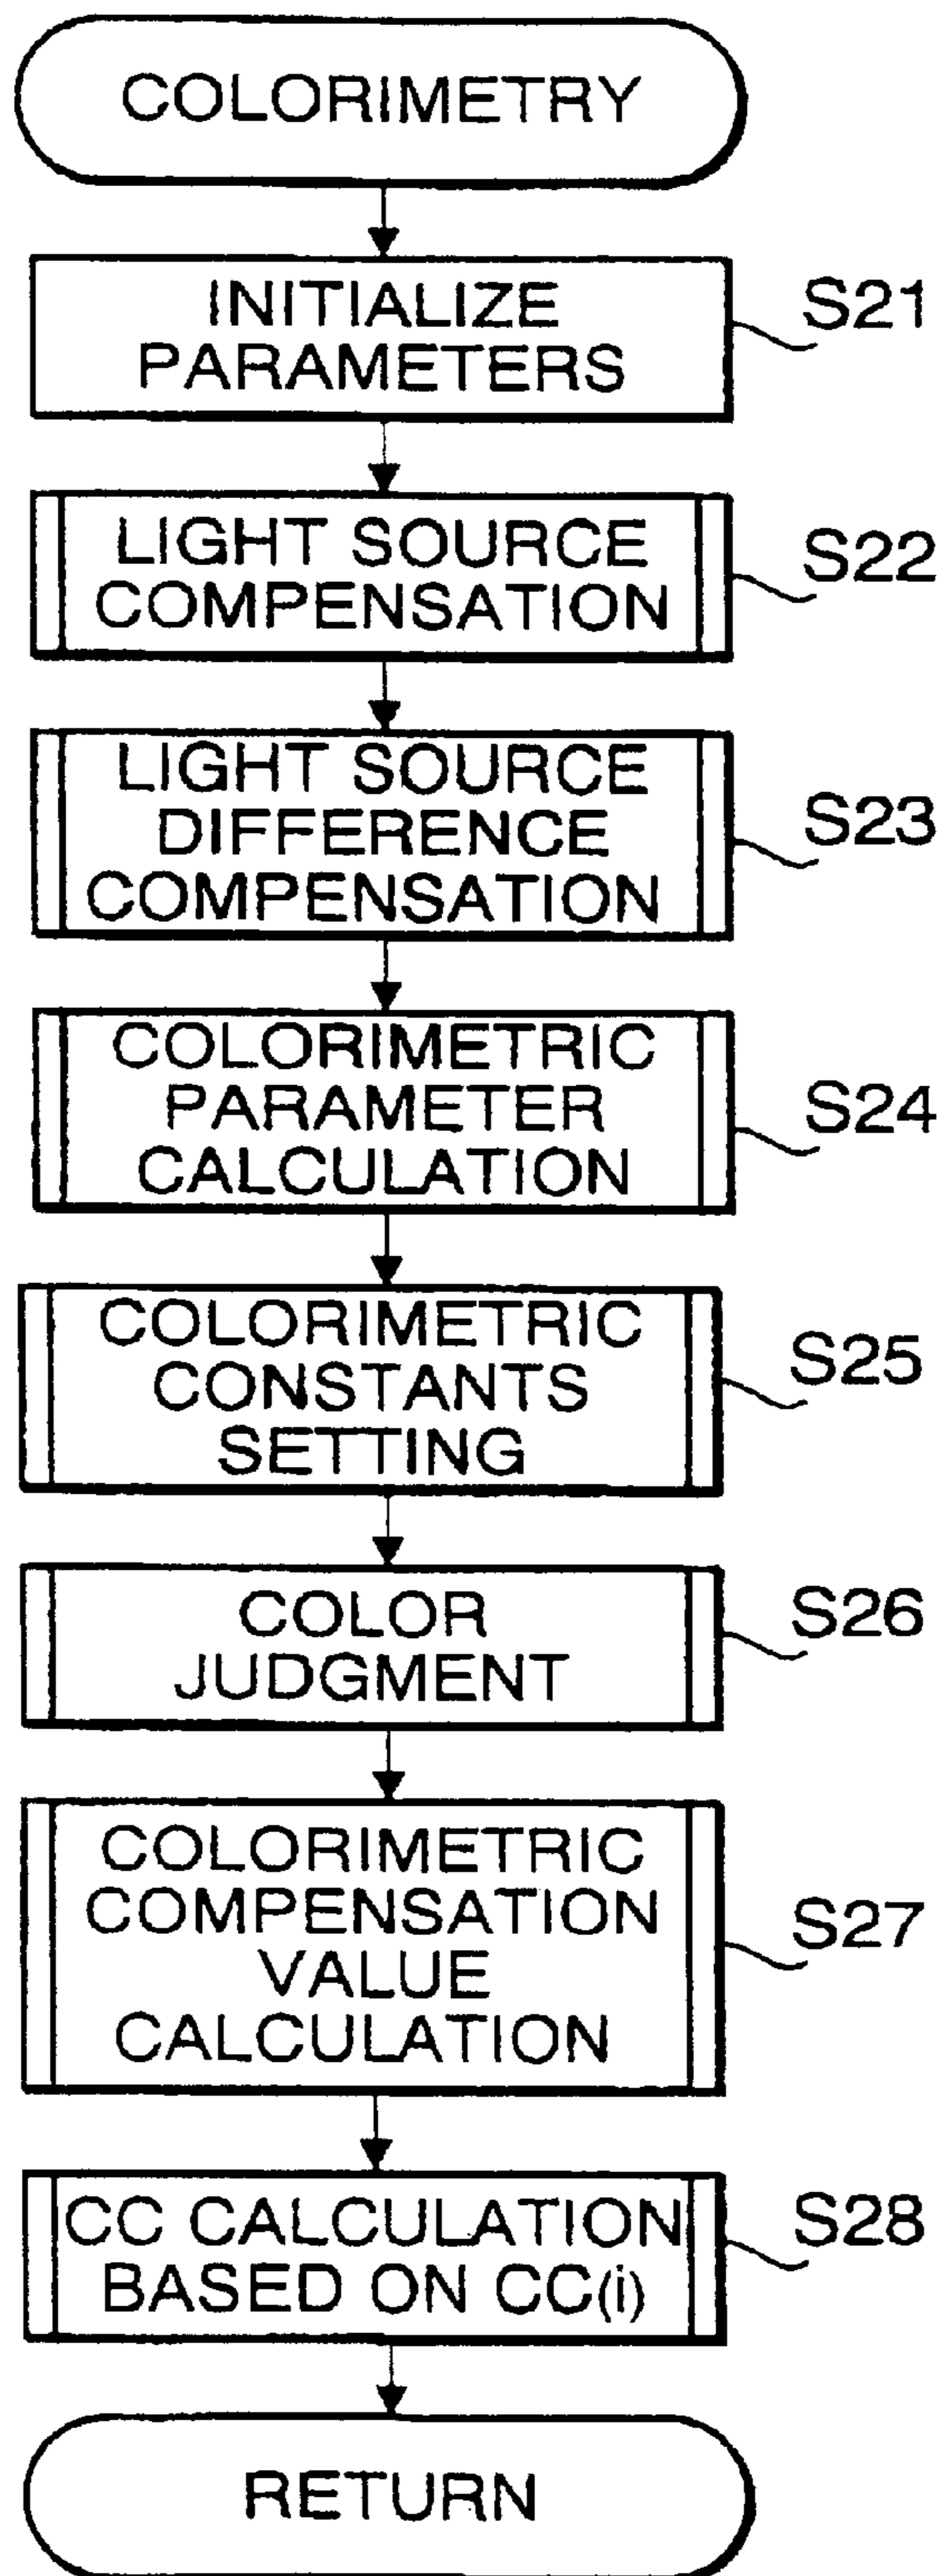 COLORIMETRY
INITIALIZE
PARAMETERS
S21
LIGHT SOURCE
COMPENSATION
S22
LIGHT SOURCE
DIFFERENCE
COMPENSATION
S23
COLORIMETRIC
PARAMETER
CALCULATION
S24
COLORIMETRIC
CONSTANTS
SETTING
S25
COLOR
JUDGMENT
S26
COLORIMETRIC
COMPENSATION
VALUE
CALCULATION
S27
CC CALCULATION
BASED ON CC(i)
S28
RETURN